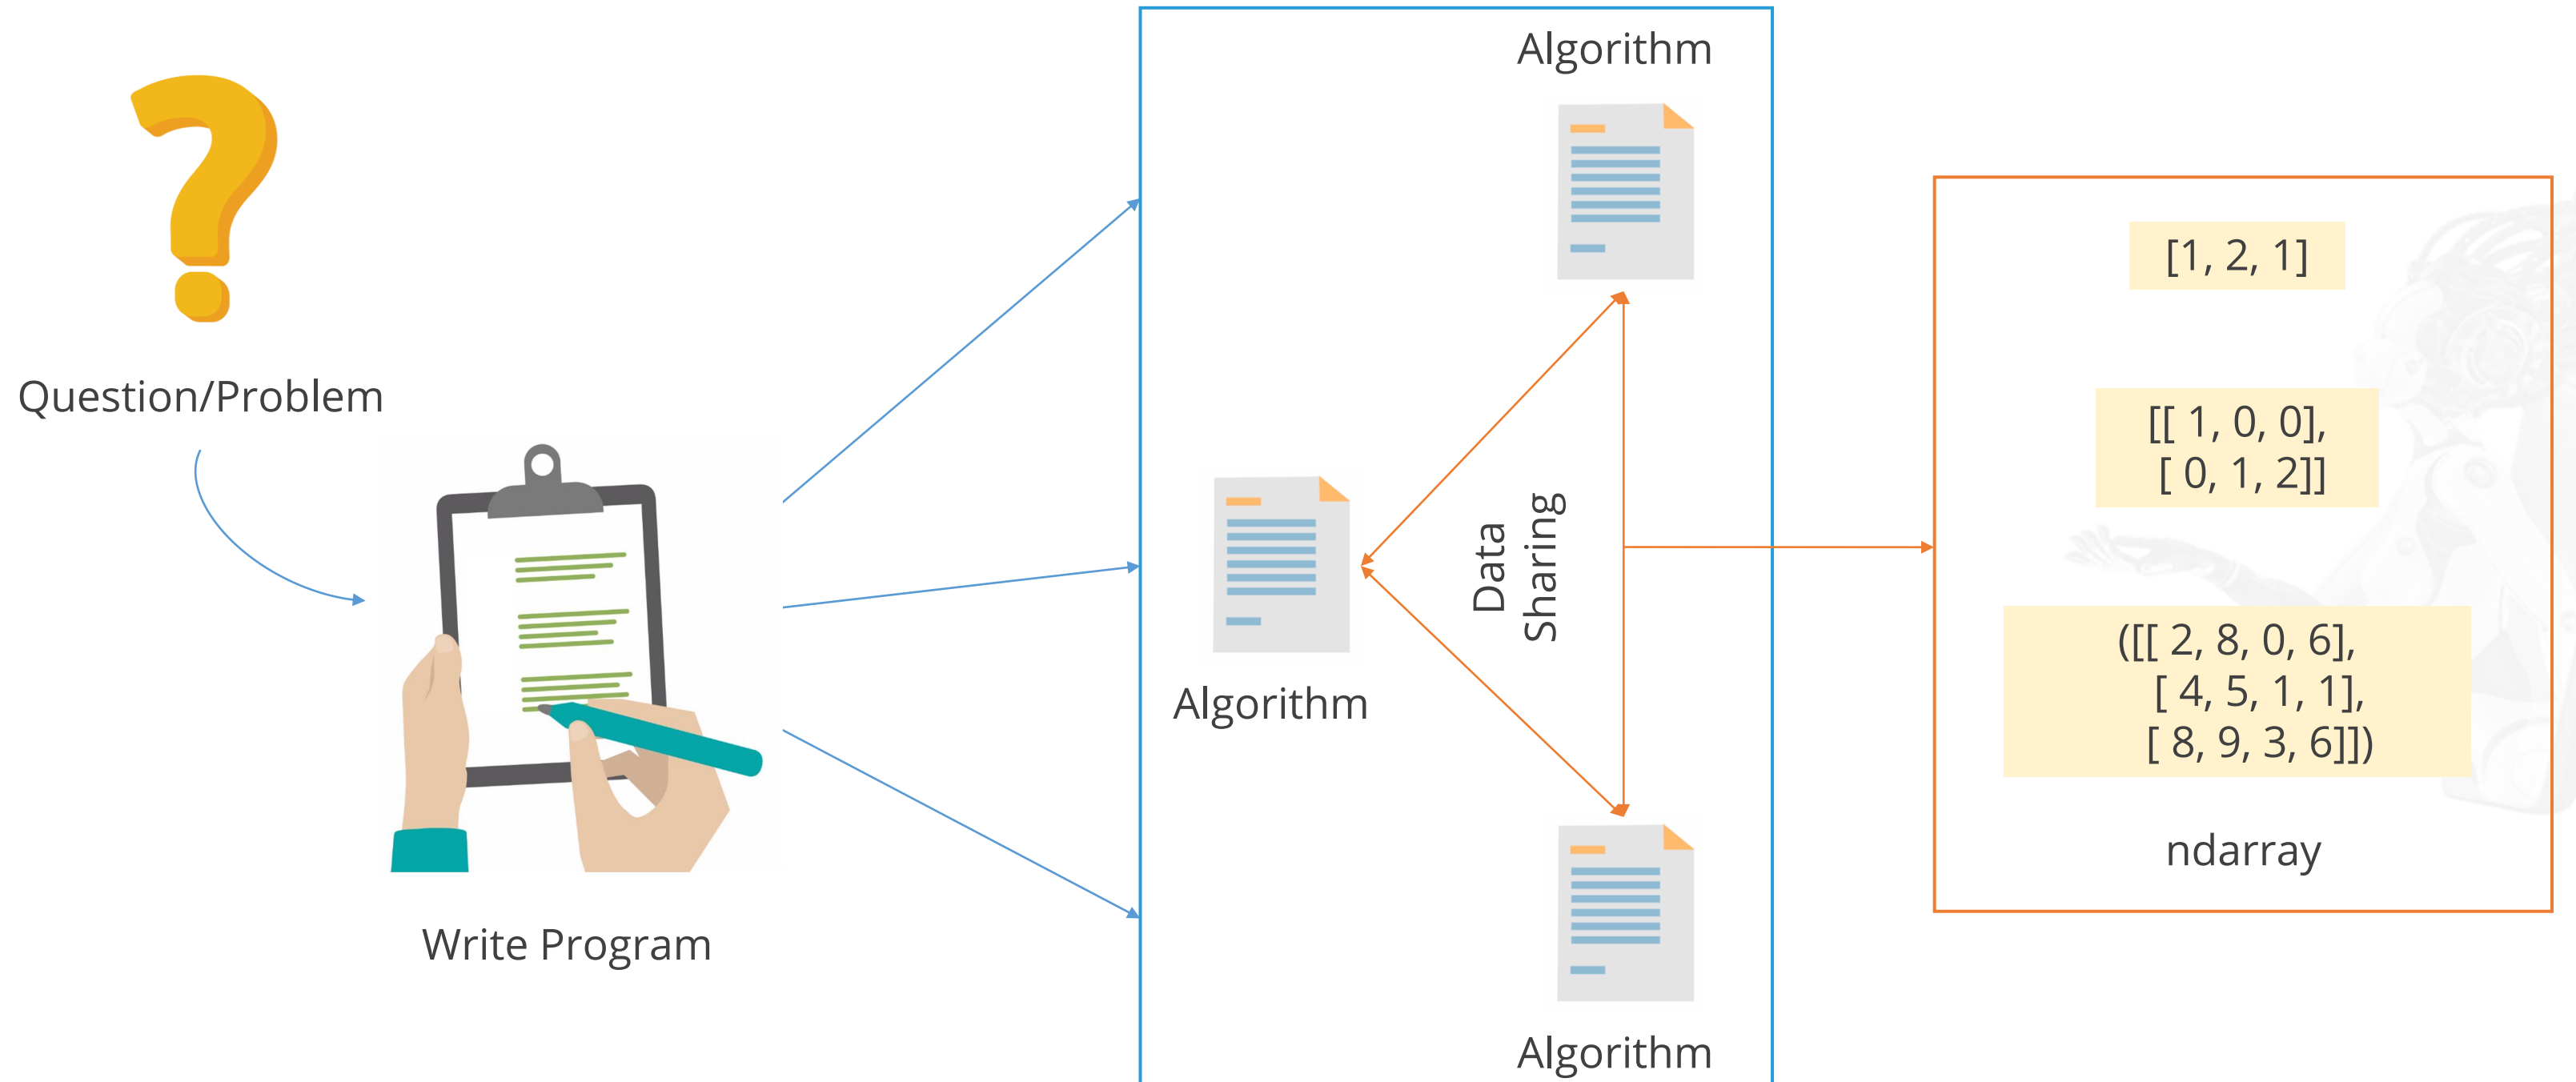 Question/Problem
Write Program
Algorithm
Algorithm
Data
Sharing
Algorithm
[1, 2, 1]
[[ 1, 0, 0],
[ 0, 1, 2]]
([[ 2, 8, 0, 6],
[ 4, 5, 1, 1],
[ 8, 9, 3, 6]])
ndarray